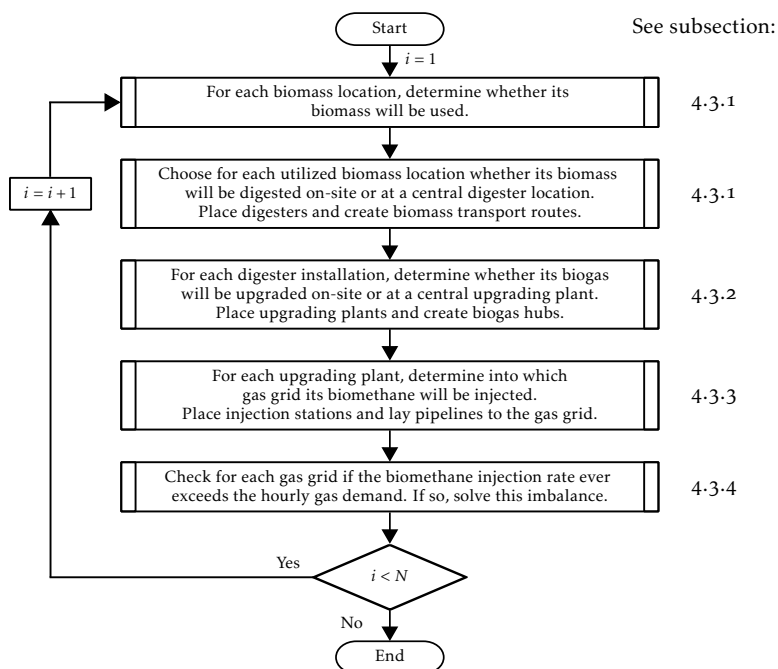 Start
See subsection:
i = 1
For each biomass location, determine whether its
biomass will be used.
4.3.1
Choose for each utilized biomass location whether its biomass
will be digested on-site or at a central digester location.
Place digesters and create biomass transport routes.
4.3.1
i = i + 1
For each digester installation, determine whether its biogas
will be upgraded on-site or at a central upgrading plant.
Place upgrading plants and create biogas hubs.
4.3.2
For each upgrading plant, determine into which
gas grid its biomethane will be injected.
Place injection stations and lay pipelines to the gas grid.
4.3.3
Check for each gas grid if the biomethane injection rate ever
exceeds the hourly gas demand. If so, solve this imbalance.
4.3.4
Yes
i < N
No
End